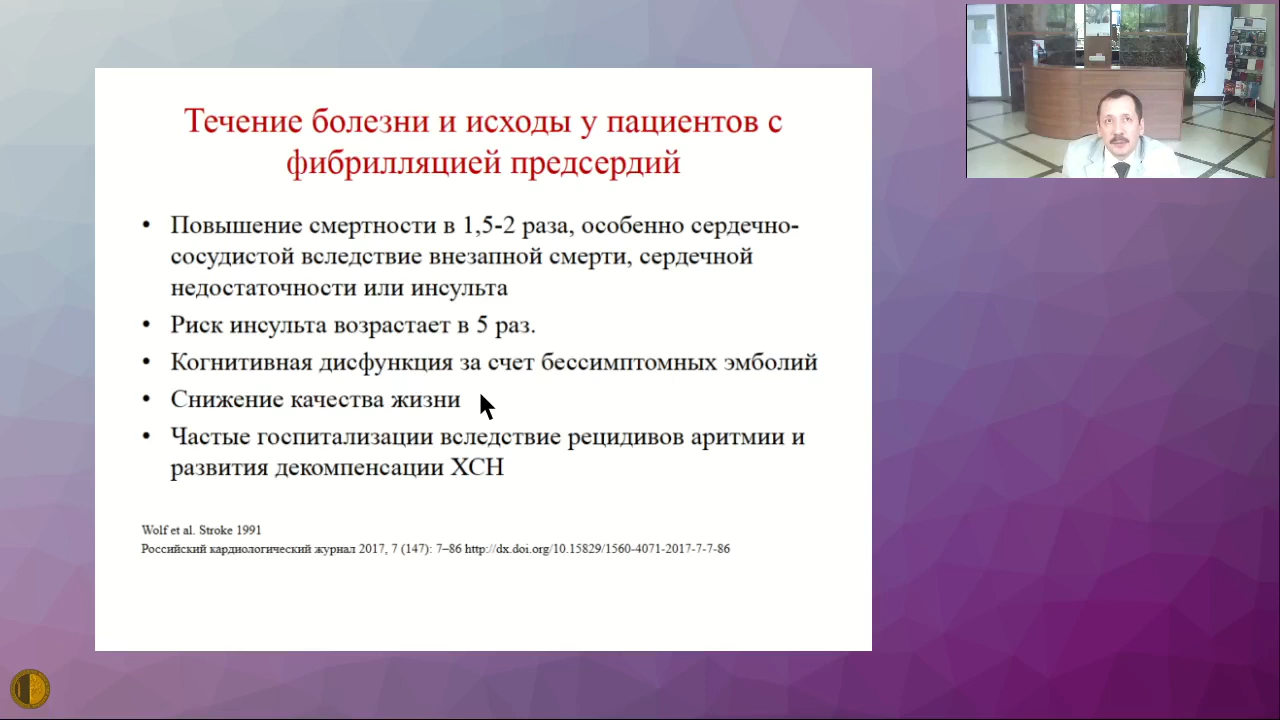 Течение болезни и исходы у пациентов с
фибрилляцией предсердий
• Повышение смертности в 1,5-2 раза, особенно сердечно-
сосудистой вследствие внезапной смерти, сердечной
недостаточности или инсульта
• Риск инсульта возрастает в 5 раз.
• Когнитивная дисфункция за счет бессимптомных эмболий
• Снижение качества жизни
• Частые госпитализации вследствие рецидивов аритмии и
развития декомпенсации ХСН
Wolf et al. Stroke 1991
Российский кардиологический журнал 2017, 7 (147): 7–86 http://dx.doi.org/10.15829/1560-4071-2017-7-7-86